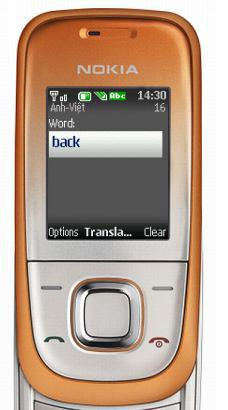 NOKIA
Abc 14:30
Anh-Việt 16
Word:
back
Options Transla... Clear